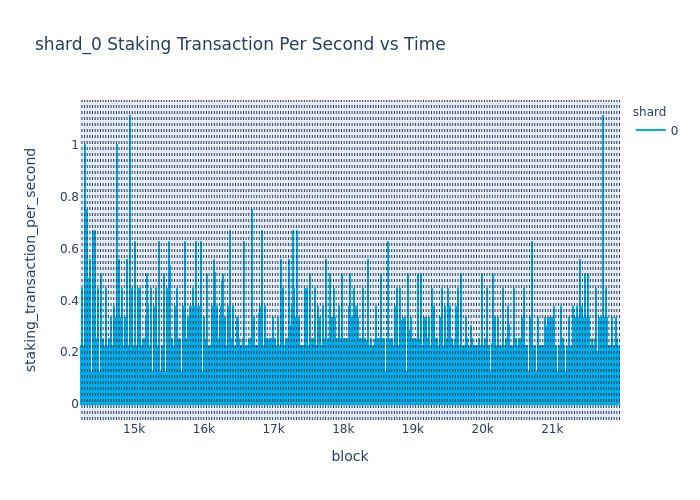 shard_0 Staking Transaction Per Second vs Time
shard
0
staking_transaction_per_second
1
0.8
0.6
0.4
0.2
0
15k
16k
17k
18k
19k
20k
21k
block